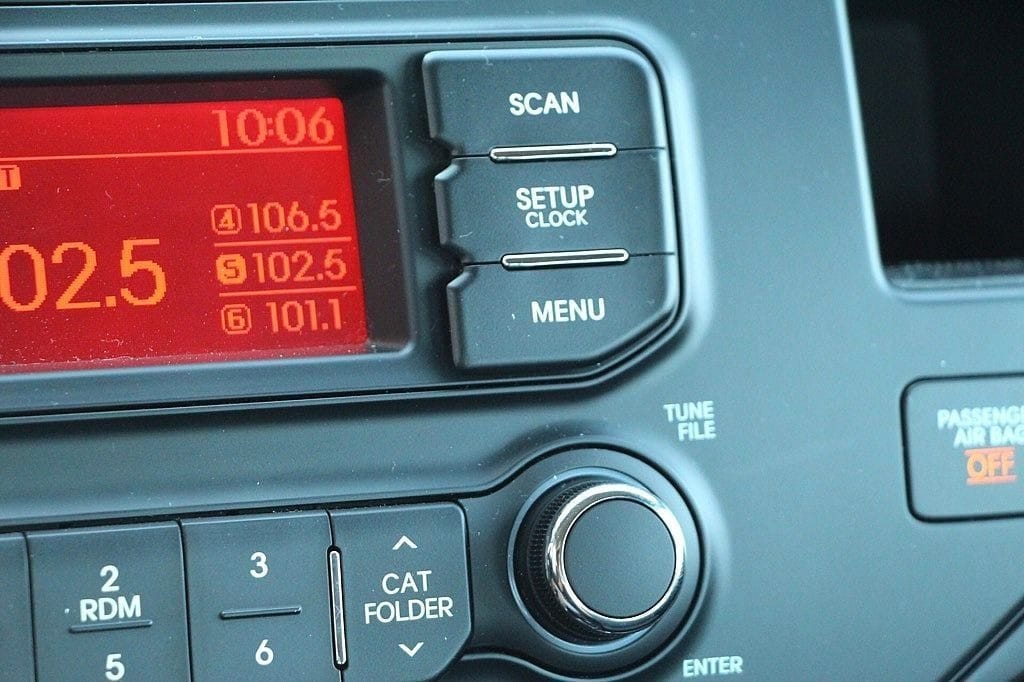 10:06
T
4 106.5
02.5
5 102.5
6 101.1
SCAN
SETUP
CLOCK
MENU
TUNE
FILE
PASSENG
AIR BAG
OFF
2
RDM
5
3
6
CAT
FOLDER
ENTER